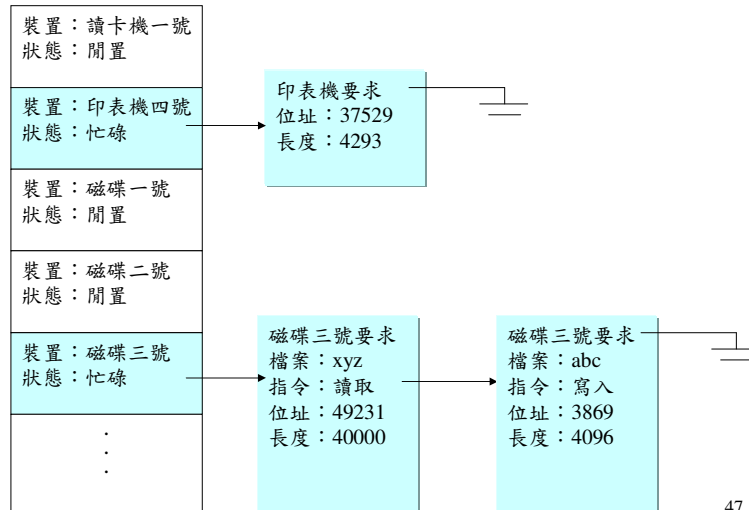 裝置：讀卡機一號
狀態：閒置
裝置：印表機四號
狀態：忙碌
印表機要求
位址：37529
長度：4293
裝置：磁碟一號
狀態：閒置
裝置：磁碟二號
狀態：閒置
裝置：磁碟三號
狀態：忙碌
磁碟三號要求
檔案：xyz
指令：讀取
位址：49231
長度：40000
磁碟三號要求
檔案：abc
指令：寫入
位址：3869
長度：4096
.
.
.
47